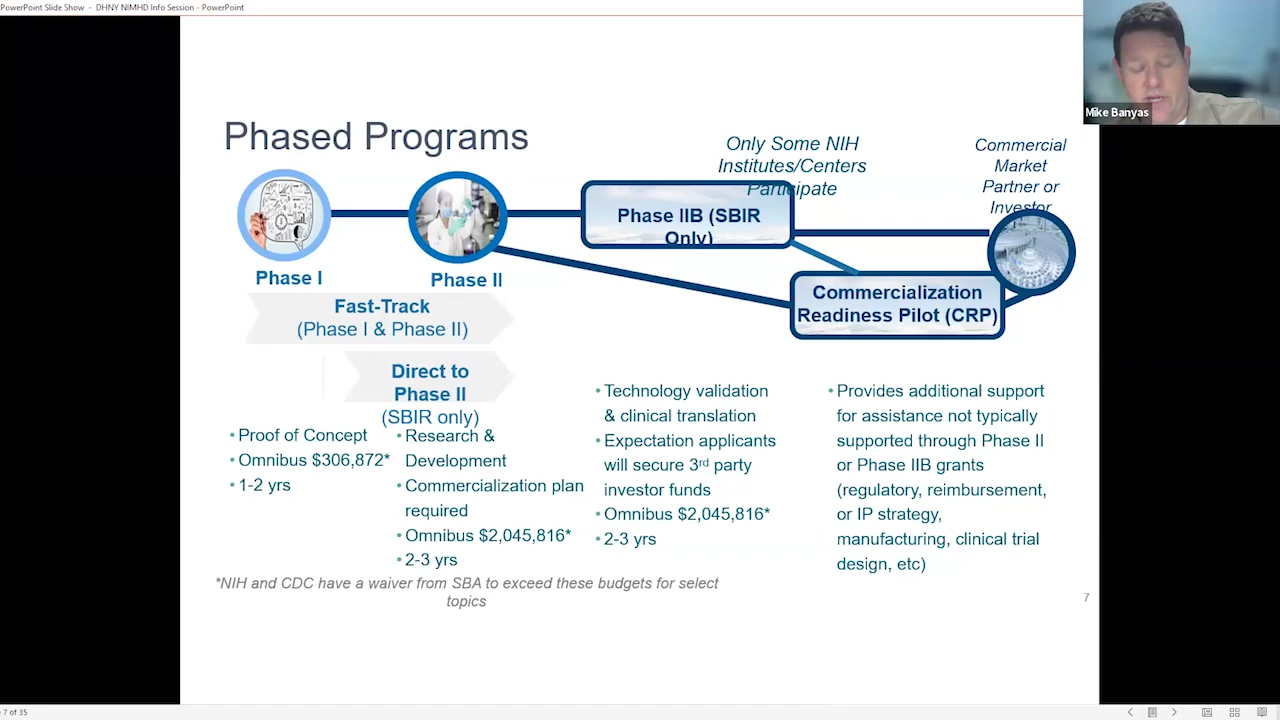 PowerPoint Slide Show - DHNY NIMHD Info Session - PowerPoint
Mike Banyas
Phased Programs
Only Some NIH
Institutes/Centers
Participate
Commercial
Market
Partner or
Investor
Phase IIB (SBIR
Only)
Phase I
Phase II
Commercialization
Readiness Pilot (CRP)
Fast-Track
(Phase I & Phase II)
Direct to
Phase II
(SBIR only)
• Proof of Concept
• Omnibus $306,872*
• 1-2 yrs
• Research &
Development
• Commercialization plan
required
• Omnibus $2,045,816*
• 2-3 yrs
• Technology validation
& clinical translation
• Expectation applicants
will secure 3rd party
investor funds
• Omnibus $2,045,816*
• 2-3 yrs
• Provides additional support
for assistance not typically
supported through Phase II
or Phase IIB grants
(regulatory, reimbursement,
or IP strategy,
manufacturing, clinical trial
design, etc)
*NIH and CDC have a waiver from SBA to exceed these budgets for select
topics
7
7 of 35